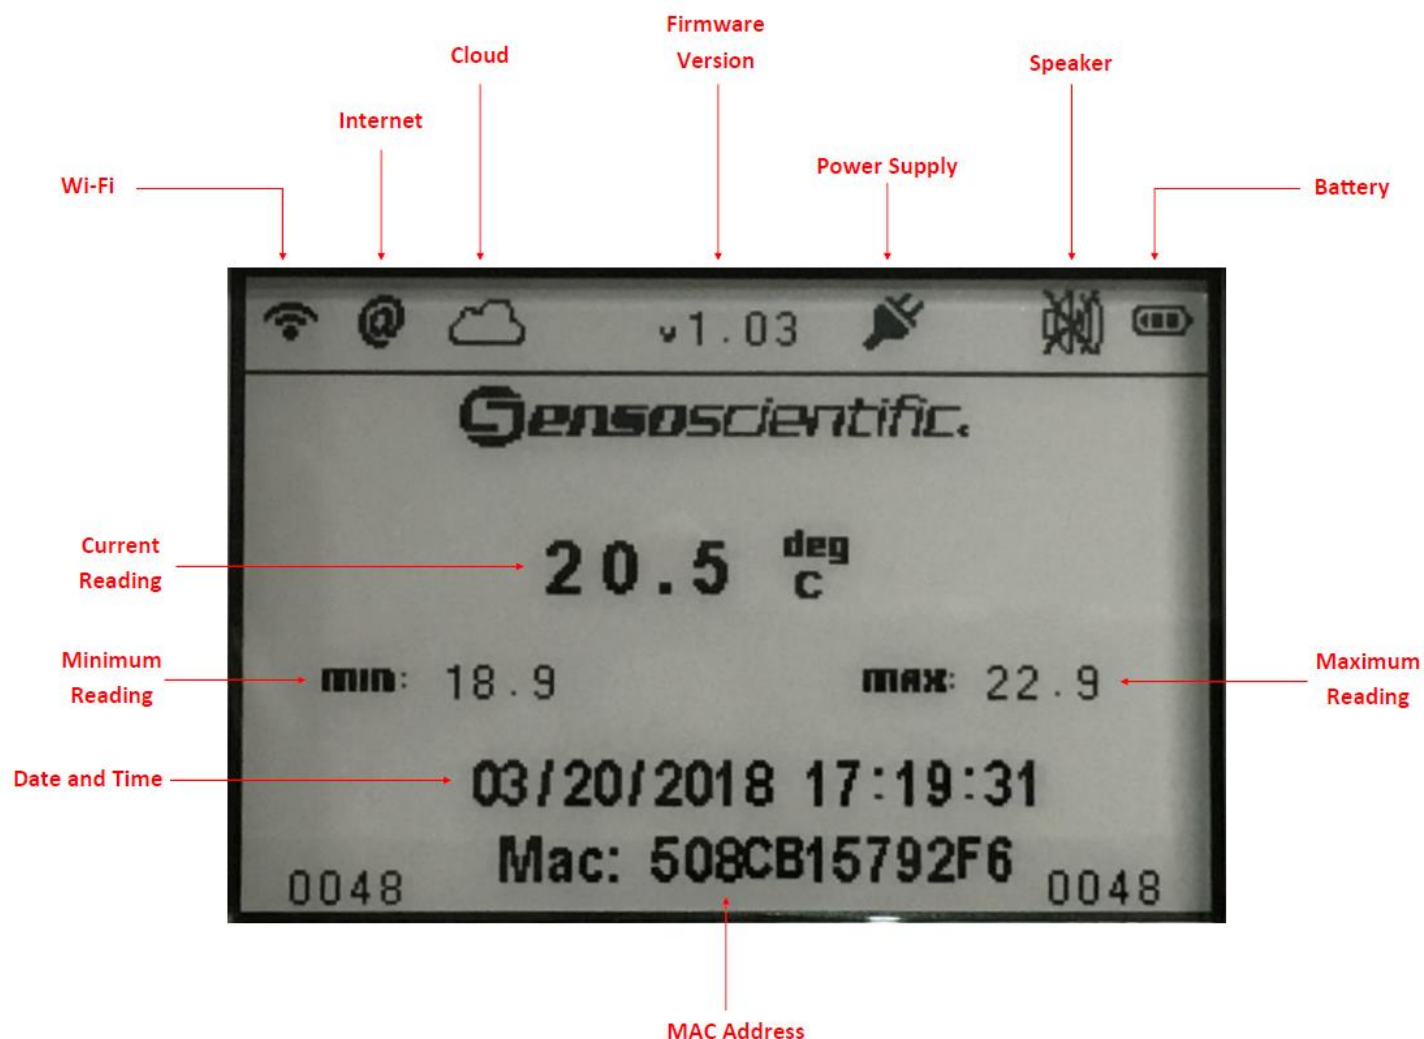 Firmware
Version
Cloud
Speaker
Internet
Power Supply
Wi-Fi
Battery
@
v1.03
Sensoscientific.
Current
Reading
20.5 deg
C
Minimum
Reading
min: 18.9
max: 22.9
Maximum
Reading
Date and Time
03/20/2018 17:19:31
Mac: 508CB15792F6
0048
0048
MAC Address